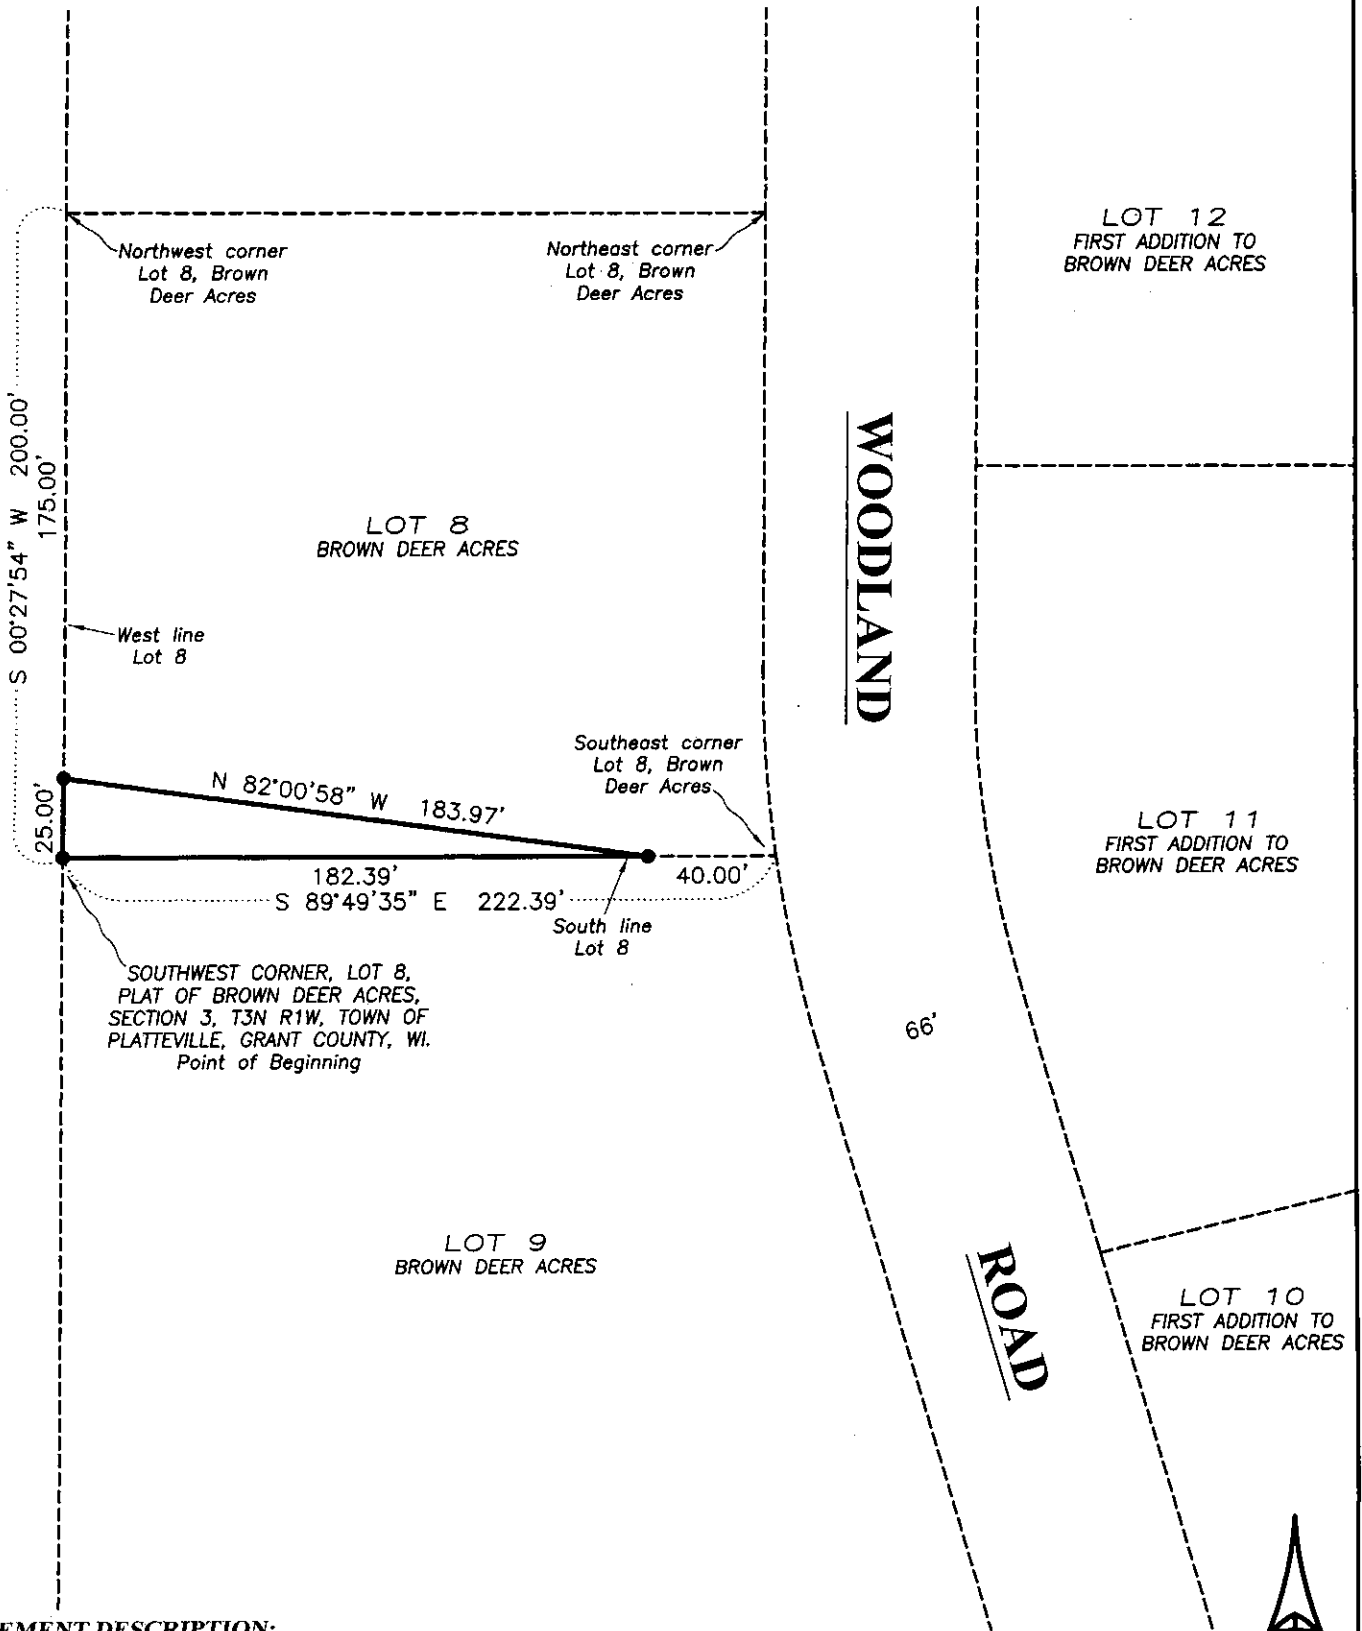 LOT 12
FIRST ADDITION TO
BROWN DEER ACRES
Northwest corner
Lot 8, Brown
Deer Acres
Northeast corner
Lot 8, Brown
Deer Acres
S 00°27'54" W 200.00'
175.00'
WOODLAND
LOT 8
BROWN DEER ACRES
West line
Lot 8
Southeast corner
Lot 8, Brown
Deer Acres
N 82°00'58" W 183.97'
25.00'
LOT 11
FIRST ADDITION TO
BROWN DEER ACRES
182.39'
40.00'
S 89°49'35" E 222.39'
South line
Lot 8
SOUTHWEST CORNER, LOT 8,
PLAT OF BROWN DEER ACRES,
SECTION 3, T3N R1W, TOWN OF
PLATTEVILLE, GRANT COUNTY, WI.
Point of Beginning
66'
LOT 9
BROWN DEER ACRES
ROAD
LOT 10
FIRST ADDITION TO
BROWN DEER ACRES
EMENT DESCRIPTION: